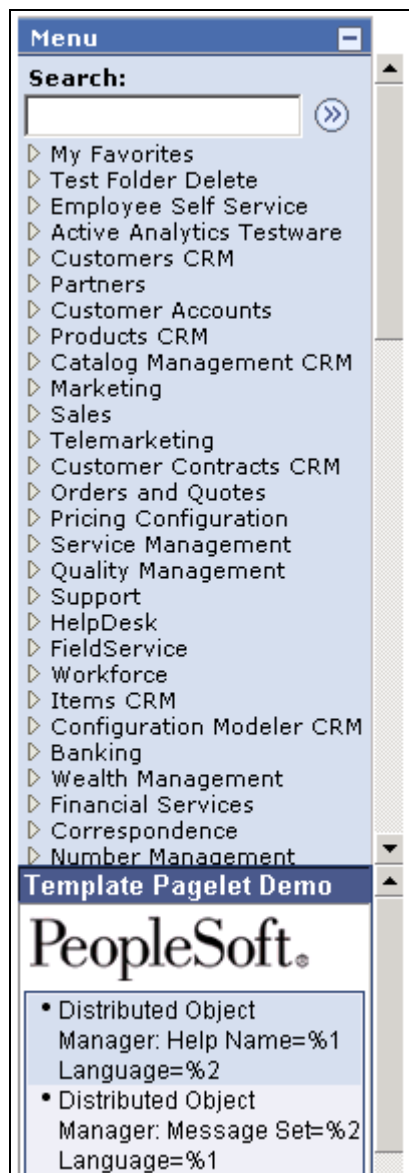 Menu
Search:
My Favorites
Test Folder Delete
Employee Self Service
Active Analytics Testware
Customers CRM
Partners
Customer Accounts
Products CRM
Catalog Management CRM
Marketing
Sales
Telemarketing
Customer Contracts CRM
Orders and Quotes
Pricing Configuration
Service Management
Quality Management
Support
HelpDesk
FieldService
Workforce
Items CRM
Configuration Modeler CRM
Banking
Wealth Management
Financial Services
Correspondence
Number Management
Template Pagelet Demo
PeopleSoft®
• Distributed Object
Manager: Help Name=%1
Language=%2
• Distributed Object
Manager: Message Set=%2
Language=%1